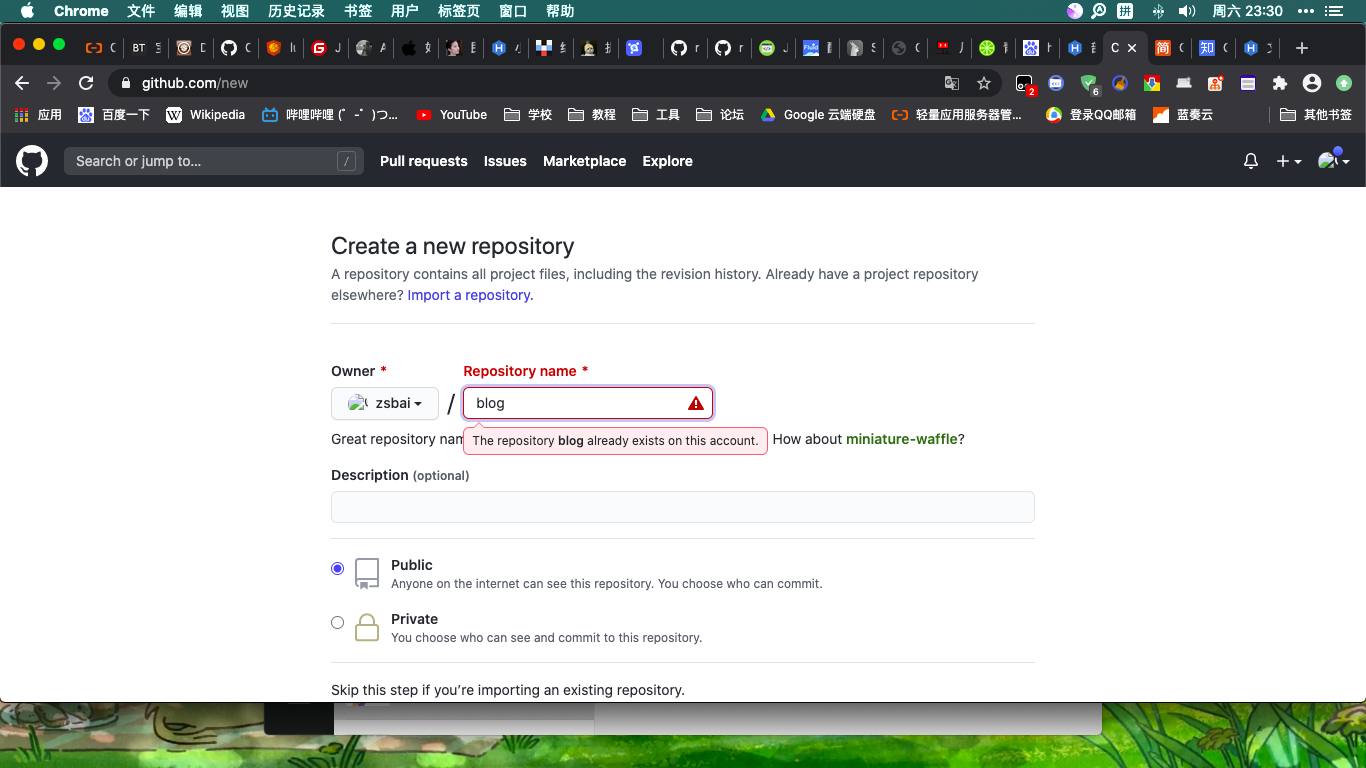 Chrome 文件 编辑 视图 历史记录 书签 用户 标签页 窗口 帮助 拼 周六 23:30
github.com/new
2
6
应用 百度一下 Wikipedia 哔哩哔哩 (゜-゜)つ... YouTube 学校 教程 工具 论坛 Google 云端硬盘 轻量应用服务器管... 登录QQ邮箱 蓝奏云 其他书签
Search or jump to... / Pull requests Issues Marketplace Explore
Create a new repository
A repository contains all project files, including the revision history. Already have a project repository
elsewhere? Import a repository.
Owner * Repository name *
zsbai / blog
Great repository nam
The repository blog already exists on this account.
How about miniature-waffle?
Description (optional)
Public
Anyone on the internet can see this repository. You choose who can commit.
Private
You choose who can see and commit to this repository.
Skip this step if you’re importing an existing repository.